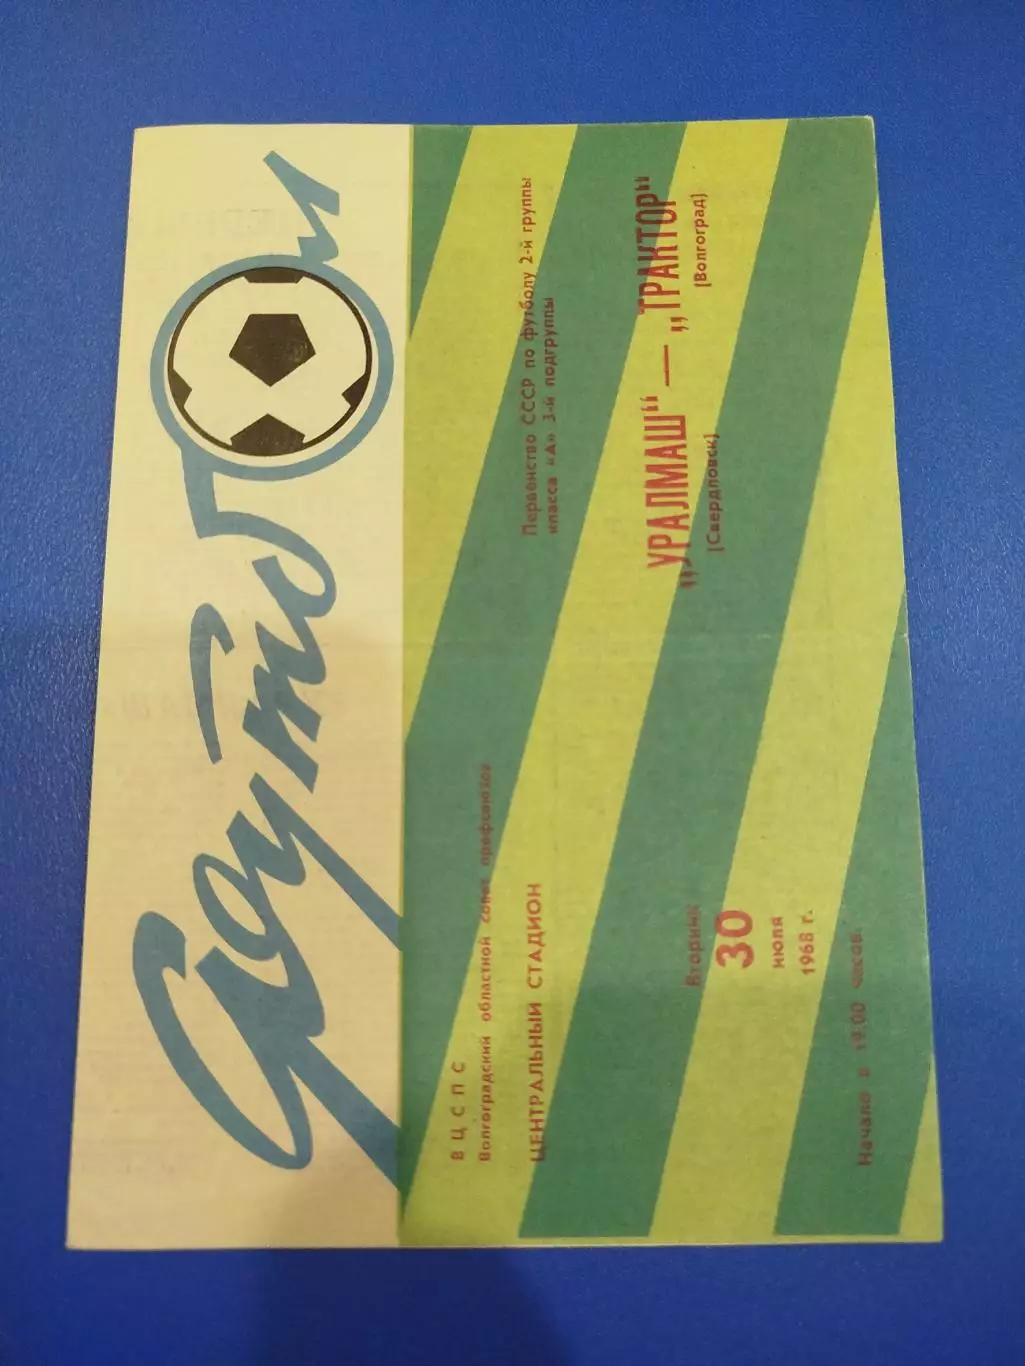 Футбол
ВЦСПС
Волгоградский областной совет профсоюзов
ЦЕНТРАЛЬНЫЙ СТАДИОН
Первенство СССР по футболу 2-й группы
класса «А» 3-й подгруппы
„УРАЛМАШ“ — „ТРАКТОР“
[Свердловск] [Волгоград]
Вторник
30
июля
1968 г.
Начало в 19.00 часов.